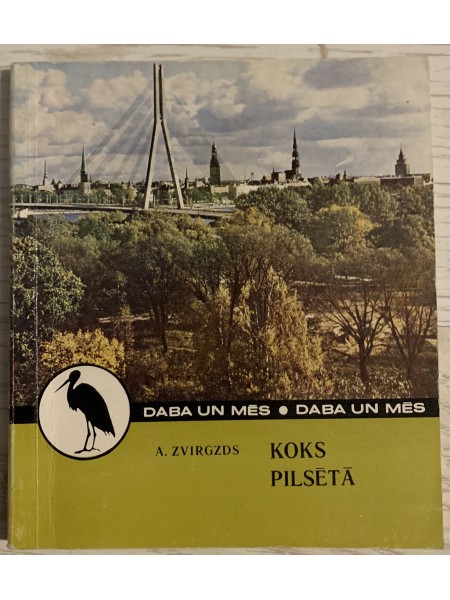 DABA UN MĒS ● DABA UN MĒS
A. ZVIRGZDS
KOKS
PILSĒTĀ